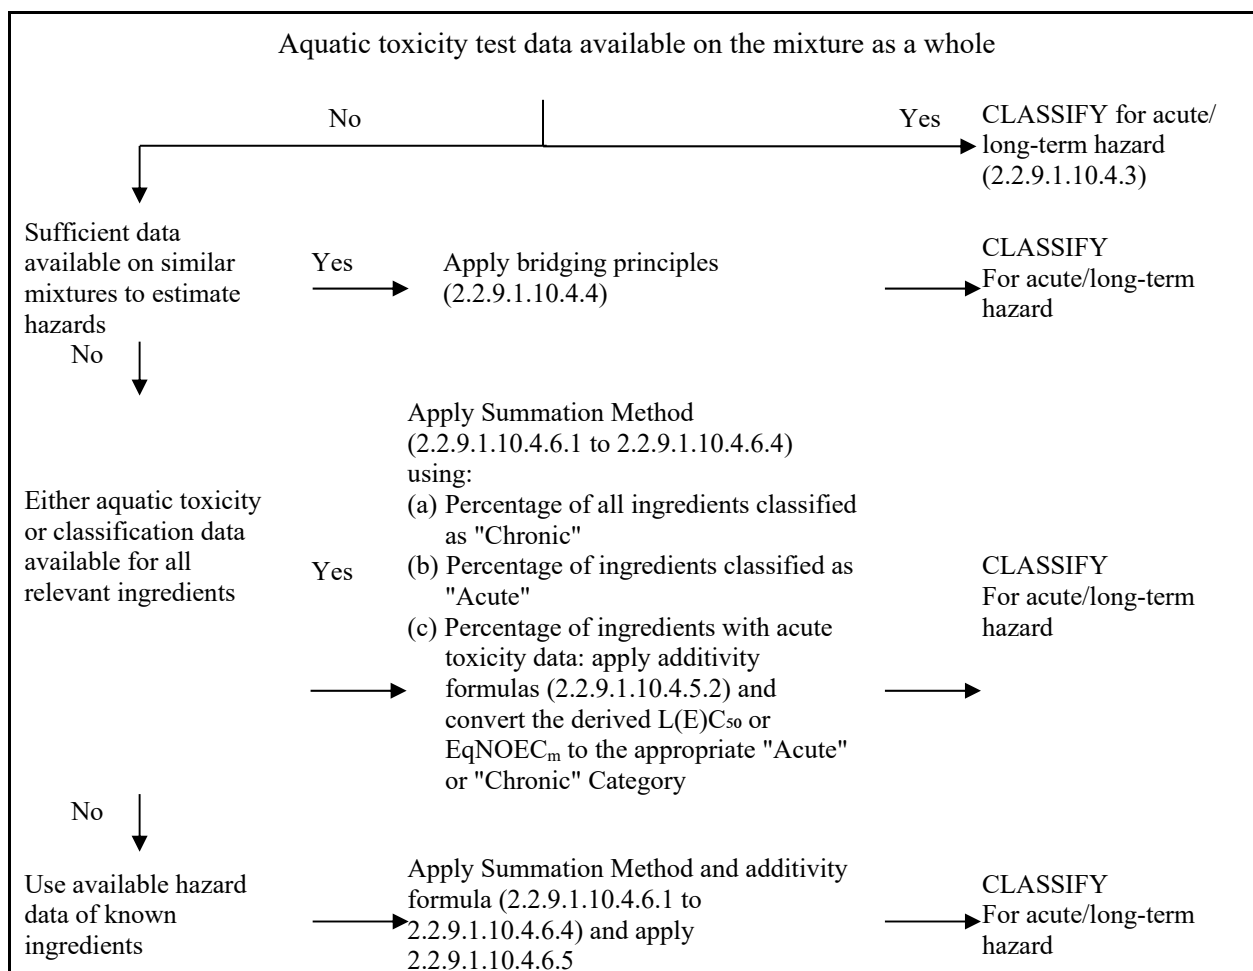 Aquatic toxicity test data available on the mixture as a whole
No
Yes
CLASSIFY for acute/
long-term hazard
(2.2.9.1.10.4.3)
Sufficient data
available on similar
mixtures to estimate
hazards
Yes
Apply bridging principles
(2.2.9.1.10.4.4)
CLASSIFY
For acute/long-term
hazard
No
Either aquatic toxicity
or classification data
available for all
relevant ingredients
Yes
Apply Summation Method
(2.2.9.1.10.4.6.1 to 2.2.9.1.10.4.6.4)
using:
(a) Percentage of all ingredients classified
as "Chronic"
(b) Percentage of ingredients classified as
"Acute"
(c) Percentage of ingredients with acute
toxicity data: apply additivity
formulas (2.2.9.1.10.4.5.2) and
convert the derived L(E)C₅₀ or
EqNOECₘ to the appropriate "Acute"
or "Chronic" Category
CLASSIFY
For acute/long-term
hazard
No
Use available hazard
data of known
ingredients
Apply Summation Method and additivity
formula (2.2.9.1.10.4.6.1 to
2.2.9.1.10.4.6.4) and apply
2.2.9.1.10.4.6.5
CLASSIFY
For acute/long-term
hazard